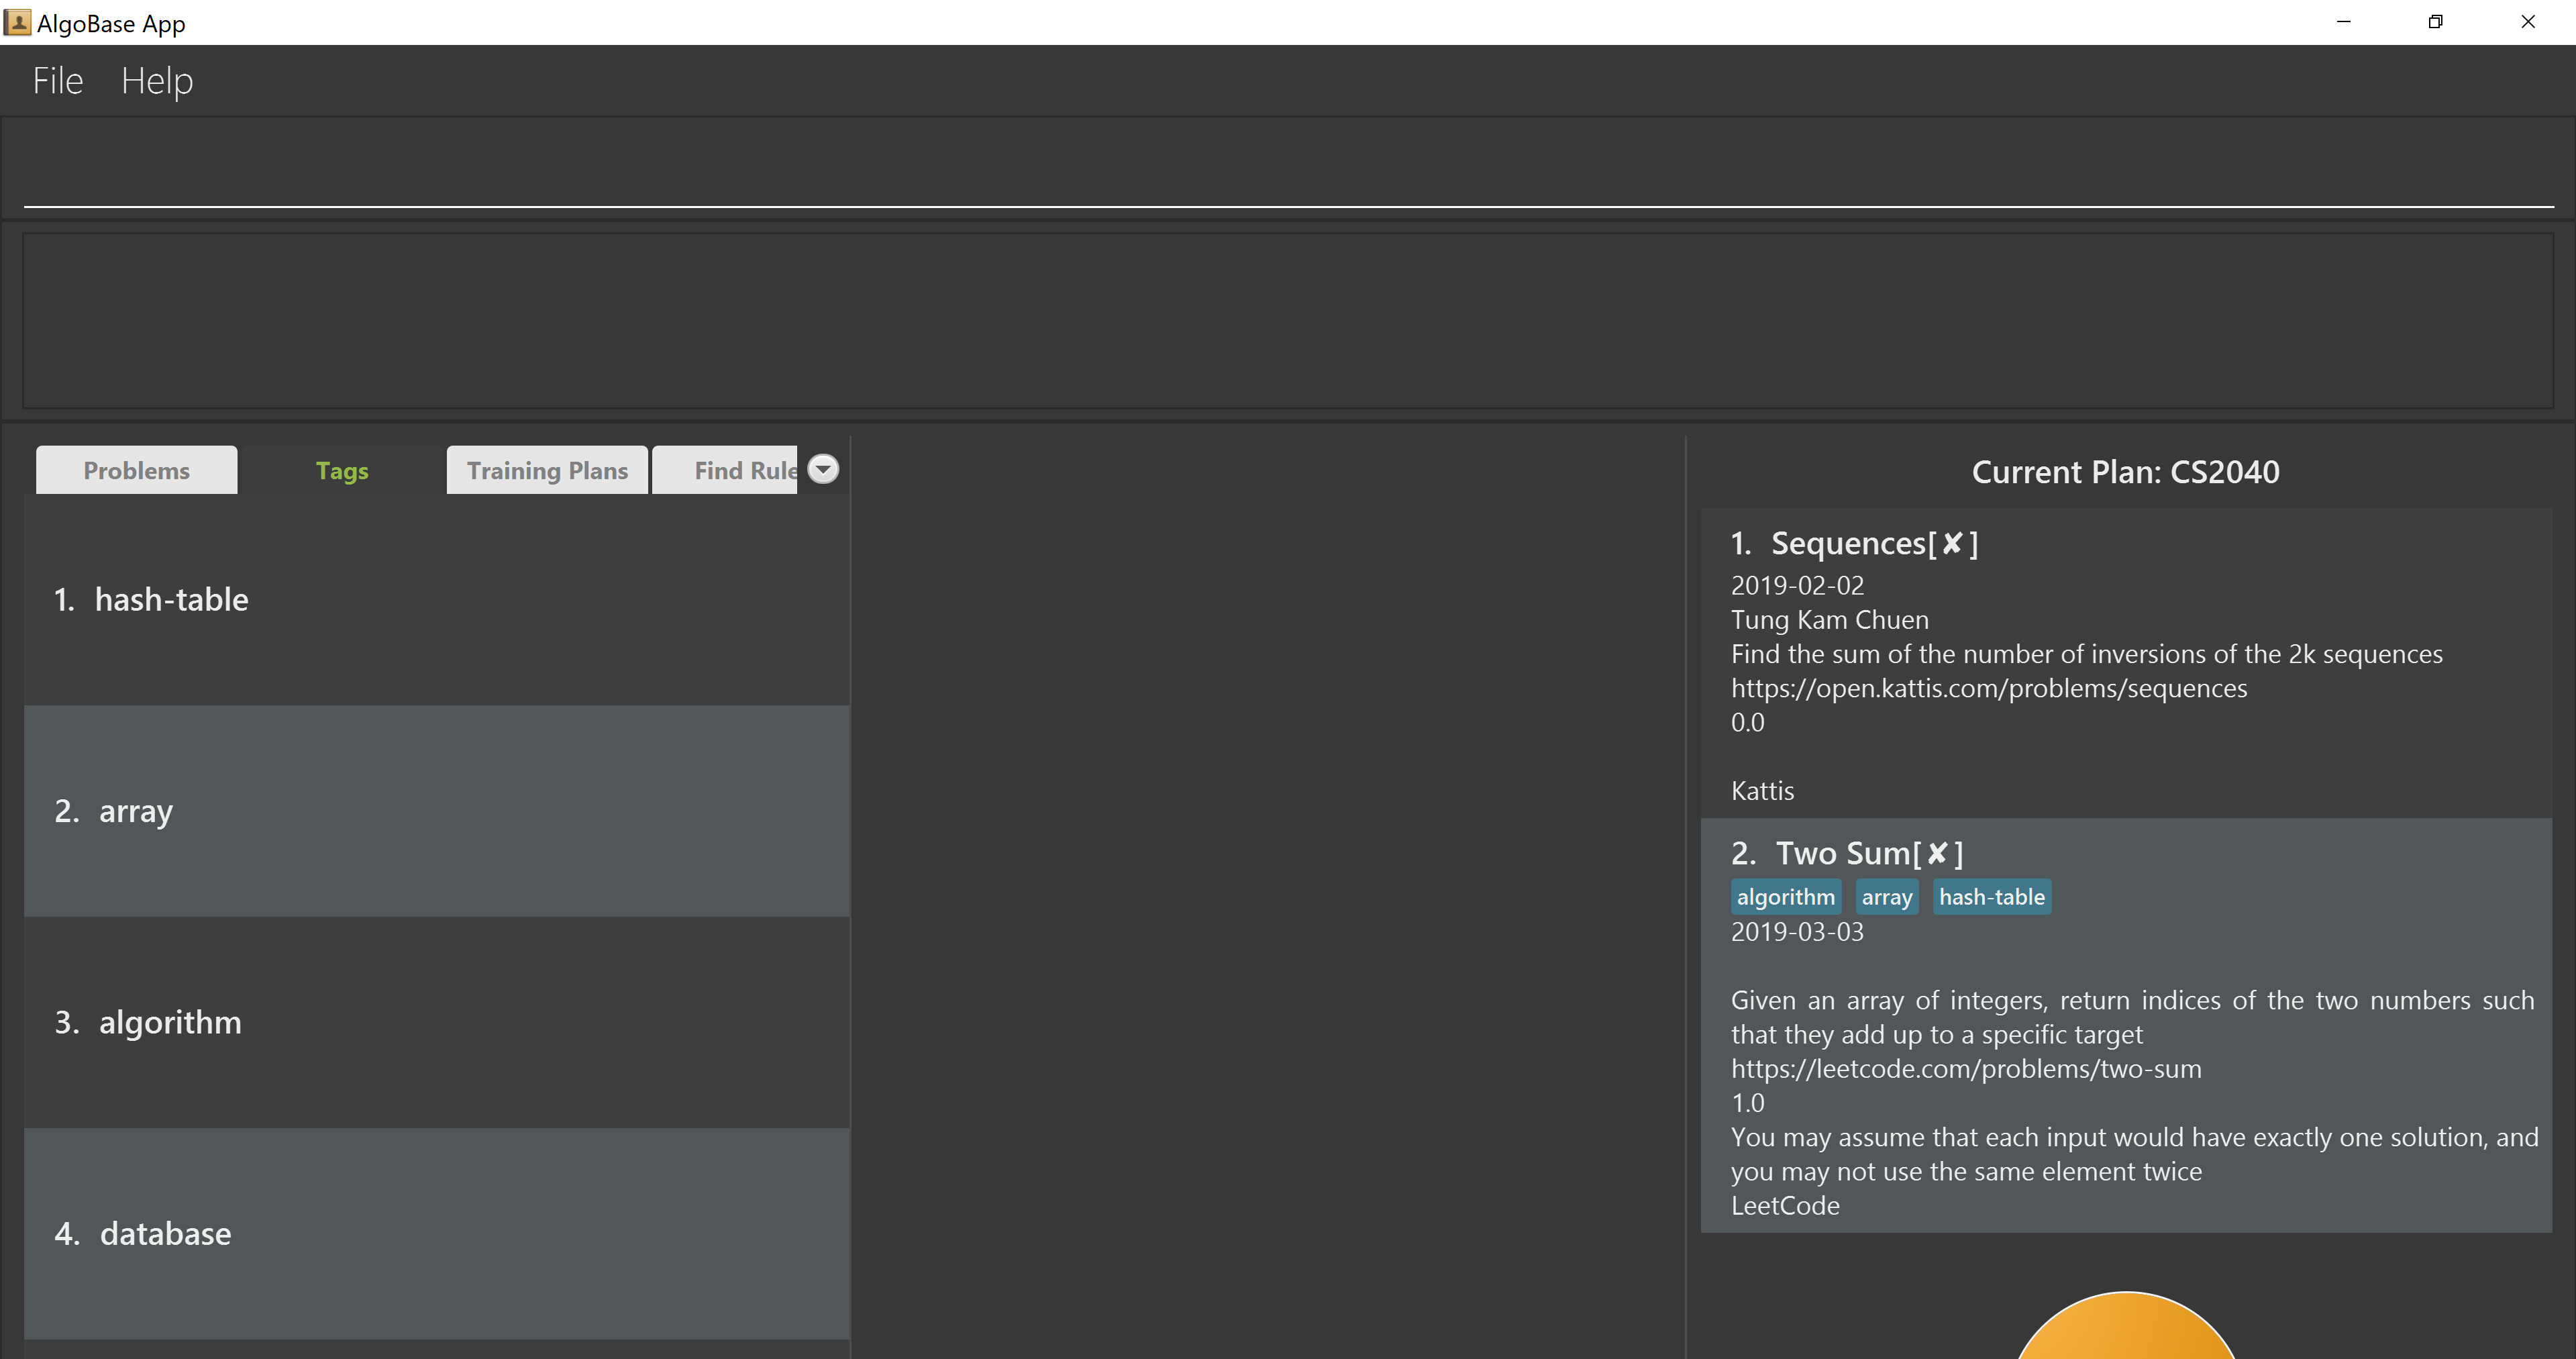 AlgoBase App
File Help
Problems Tags Training Plans Find Rule
1. hash-table
2. array
3. algorithm
4. database
Current Plan: CS2040
1. Sequences[✘]
2019-02-02
Tung Kam Chuen
Find the sum of the number of inversions of the 2k sequences
https://open.kattis.com/problems/sequences
0.0
Kattis
2. Two Sum[✘]
algorithm array hash-table
2019-03-03
Given an array of integers, return indices of the two numbers such
that they add up to a specific target
https://leetcode.com/problems/two-sum
1.0
You may assume that each input would have exactly one solution, and
you may not use the same element twice
LeetCode